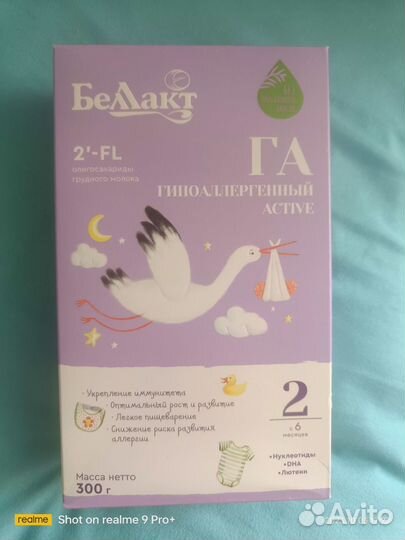 Беллакт
2'-FL
олигосахариды
грудного молока
ГА
ГИПОАЛЛЕРГЕННЫЙ
ACTIVE
· Укрепление иммунитета
· Оптимальный рост и развитие
· Легкое пищеварение
· Снижение риска развития
аллергии
2
с 6
месяцев
• Нуклеотиды
• DHA
• Лютеин
Масса нетто
300 г
realme
Shot on realme 9 Pro+
Avito